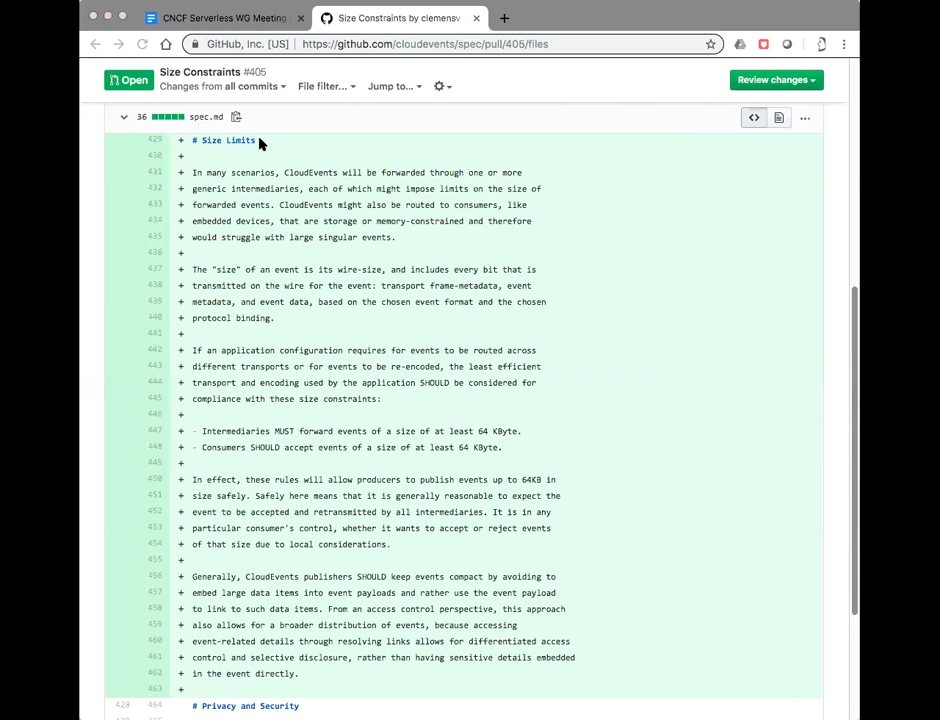 CNCF Serverless WG Meeting
Size Constraints by clemensv
GitHub, Inc. [US] | https://github.com/cloudevents/spec/pull/405/files
Open
Size Constraints #405
Changes from all commits File filter... Jump to...
Review changes
36 spec.md
429 + # Size Limits
430 +
431 + In many scenarios, CloudEvents will be forwarded through one or more
432 + generic intermediaries, each of which might impose limits on the size of
433 + forwarded events. CloudEvents might also be routed to consumers, like
434 + embedded devices, that are storage or memory-constrained and therefore
435 + would struggle with large singular events.
436 +
437 + The "size" of an event is its wire-size, and includes every bit that is
438 + transmitted on the wire for the event: transport frame-metadata, event
439 + metadata, and event data, based on the chosen event format and the chosen
440 + protocol binding.
441 +
442 + If an application configuration requires for events to be routed across
443 + different transports or for events to be re-encoded, the least efficient
444 + transport and encoding used by the application SHOULD be considered for
445 + compliance with these size constraints:
446 +
447 + - Intermediaries MUST forward events of a size of at least 64 KByte.
448 + - Consumers SHOULD accept events of a size of at least 64 KByte.
449 +
450 + In effect, these rules will allow producers to publish events up to 64KB in
451 + size safely. Safely here means that it is generally reasonable to expect the
452 + event to be accepted and retransmitted by all intermediaries. It is in any
453 + particular consumer's control, whether it wants to accept or reject events
454 + of that size due to local considerations.
455 +
456 + Generally, CloudEvents publishers SHOULD keep events compact by avoiding to
457 + embed large data items into event payloads and rather use the event payload
458 + to link to such data items. From an access control perspective, this approach
459 + also allows for a broader distribution of events, because accessing
460 + event-related details through resolving links allows for differentiated access
461 + control and selective disclosure, rather than having sensitive details embedded
462 + in the event directly.
463 +
428 464 # Privacy and Security